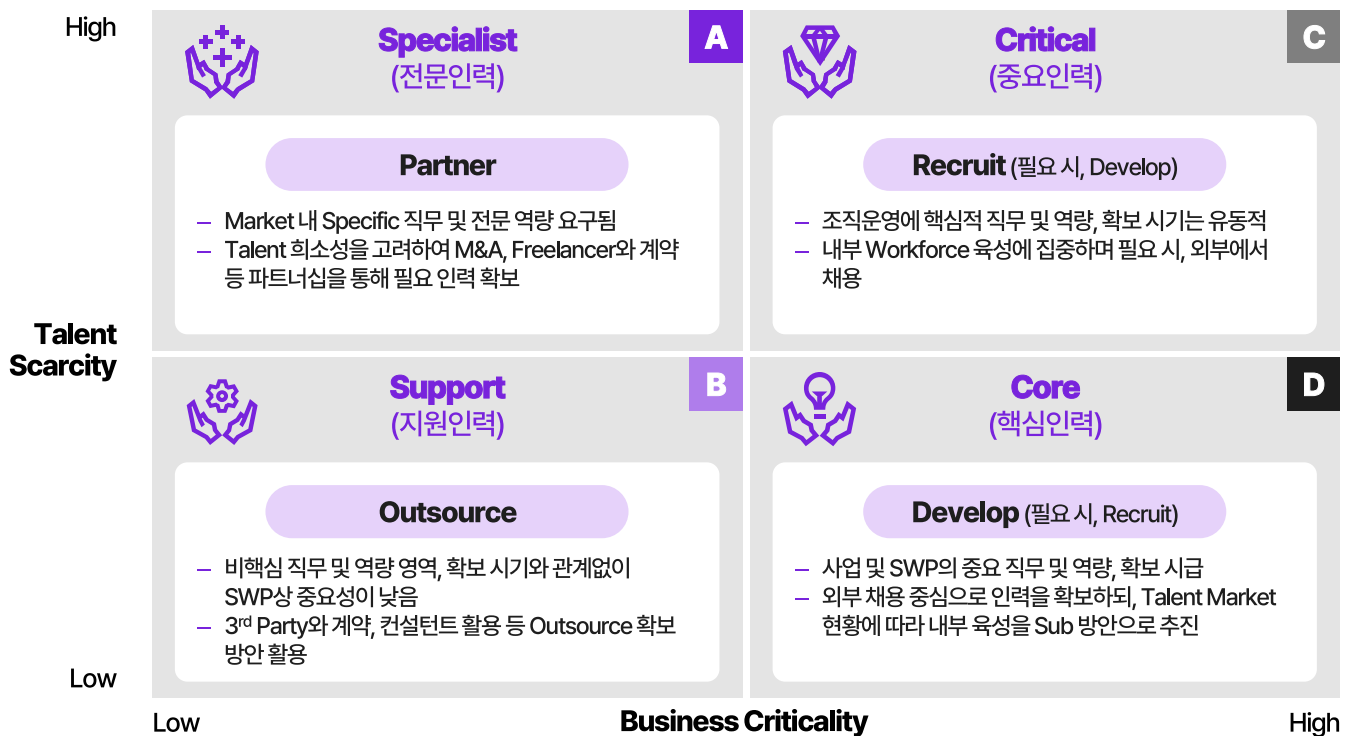 High
Specialist
(전문인력)
A
Partner
– Market 내 Specific 직무 및 전문 역량 요구됨
– Talent 희소성을 고려하여 M&A, Freelancer와 계약
등 파트너십을 통해 필요 인력 확보
Critical
(중요인력)
C
Recruit (필요 시, Develop)
– 조직운영에 핵심적 직무 및 역량, 확보 시기는 유동적
– 내부 Workforce 육성에 집중하며 필요 시, 외부에서
채용
Talent
Scarcity
Support
(지원인력)
B
Outsource
– 비핵심 직무 및 역량 영역, 확보 시기와 관계없이
SWP상 중요성이 낮음
– 3rd Party와 계약, 컨설턴트 활용 등 Outsource 확보
방안 활용
Core
(핵심인력)
D
Develop (필요 시, Recruit)
– 사업 및 SWP의 중요 직무 및 역량, 확보 시급
– 외부 채용 중심으로 인력을 확보하되, Talent Market
현황에 따라 내부 육성을 Sub 방안으로 추진
Low
Low
Business Criticality
High